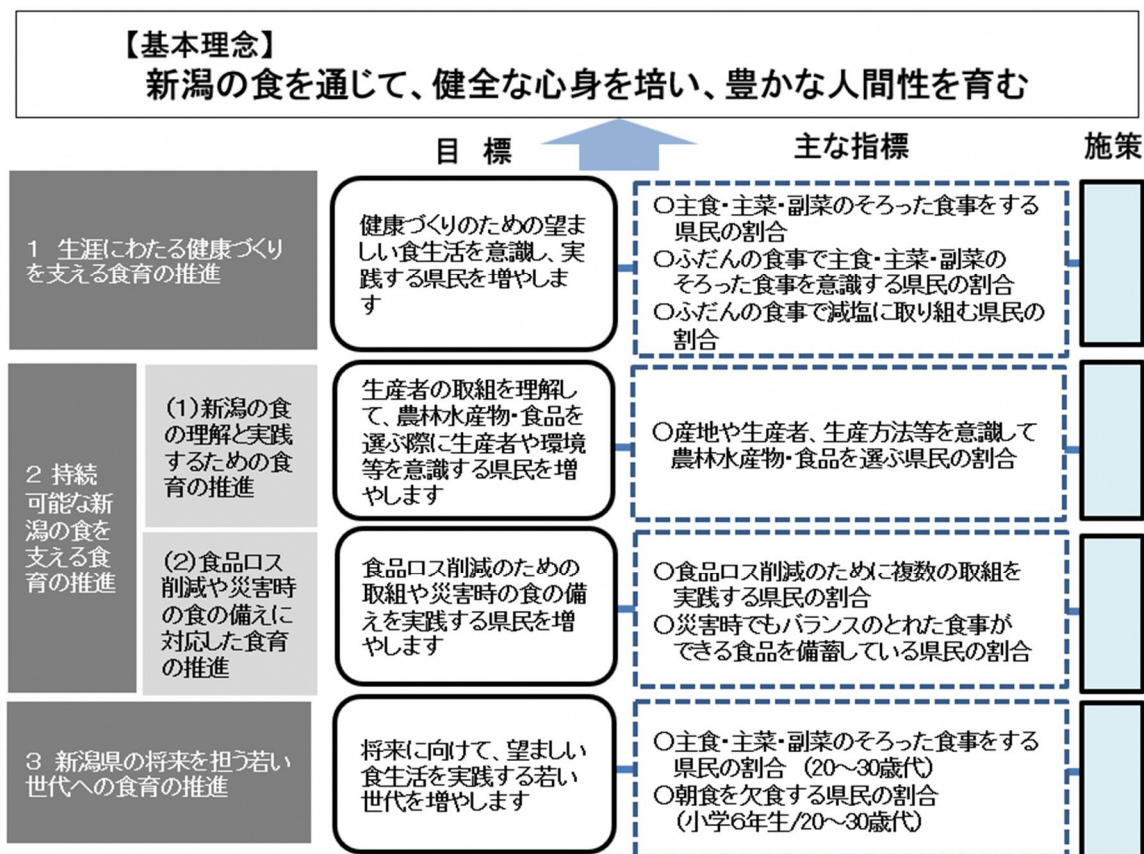 【基本理念】
新潟の食を通じて、健全な心身を培い、豊かな人間性を育む
目 標
主な指標
施策
1 生涯にわたる健康づくり
を支える食育の推進
健康づくりのための望ま
しい食生活を意識し、実
践する県民を増やしま
す
○主食・主菜・副菜のそろった食事をする
県民の割合
○ふだんの食事で主食・主菜・副菜の
そろった食事を意識する県民の割合
○ふだんの食事で減塩に取り組む県民の
割合
2 持続
可能な新
潟の食を
支える食
育の推進
(1)新潟の食
の理解と実践
するための食
育の推進
生産者の取組を理解し
て、農林水産物・食品を
選ぶ際に生産者や環境
等を意識する県民を増
やします
○産地や生産者、生産方法等を意識して
農林水産物・食品を選ぶ県民の割合
(2)食品ロス
削減や災害時
の食の備えに
対応した食育
の推進
食品ロス削減のための
取組や災害時の食の備
えを実践する県民を増
やします
○食品ロス削減のために複数の取組を
実践する県民の割合
○災害時でもバランスのとれた食事が
できる食品を備蓄している県民の割合
3 新潟県の将来を担う若い
世代への食育の推進
将来に向けて、望ましい
食生活を実践する若い
世代を増やします
○主食・主菜・副菜のそろった食事をする
県民の割合 (20～30歳代)
○朝食を欠食する県民の割合
(小学6年生/20～30歳代)